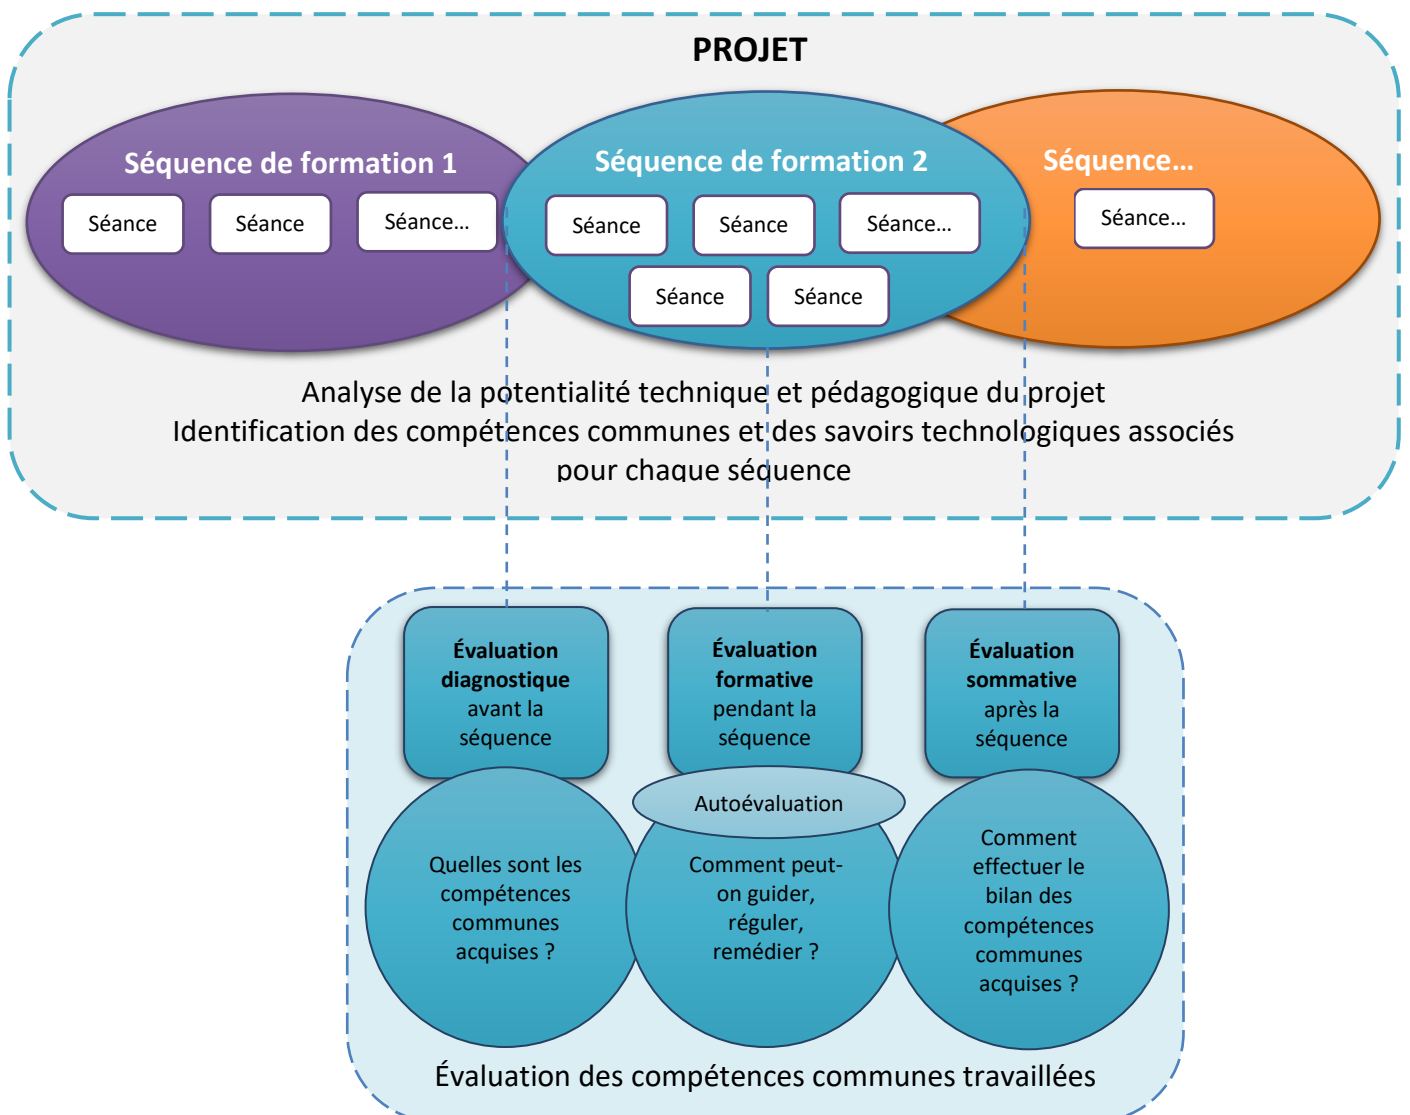 PROJET
Séquence de formation 1
Séance
Séance
Séance…
Séquence de formation 2
Séance
Séance
Séance…
Séance
Séance
Séquence…
Séance…
Analyse de la potentialité technique et pédagogique du projet
Identification des compétences communes et des savoirs technologiques associés
pour chaque séquence
Évaluation
diagnostique
avant la
séquence
Quelles sont les
compétences
communes
acquises ?
Évaluation
formative
pendant la
séquence
Autoévaluation
Comment peut-
on guider,
réguler,
remédier ?
Évaluation
sommative
après la
séquence
Comment
effectuer le
bilan des
compétences
communes
acquises ?
Évaluation des compétences communes travaillées